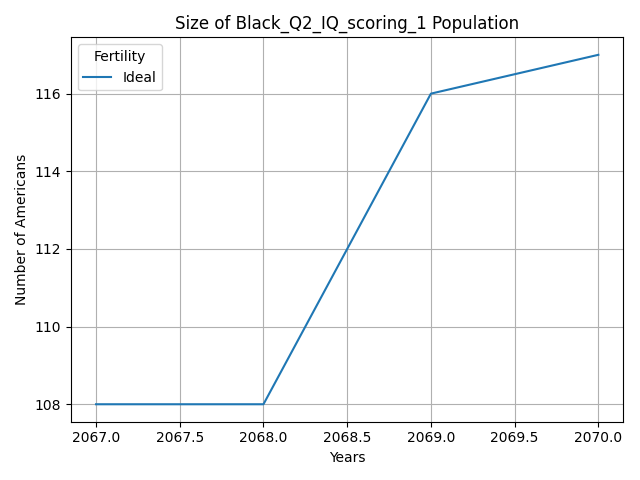 Size of Black_Q2_IQ_scoring_1 Population
Fertility
Ideal
Number of Americans
116
114
112
110
108
2067.0 2067.5 2068.0 2068.5 2069.0 2069.5 2070.0
Years